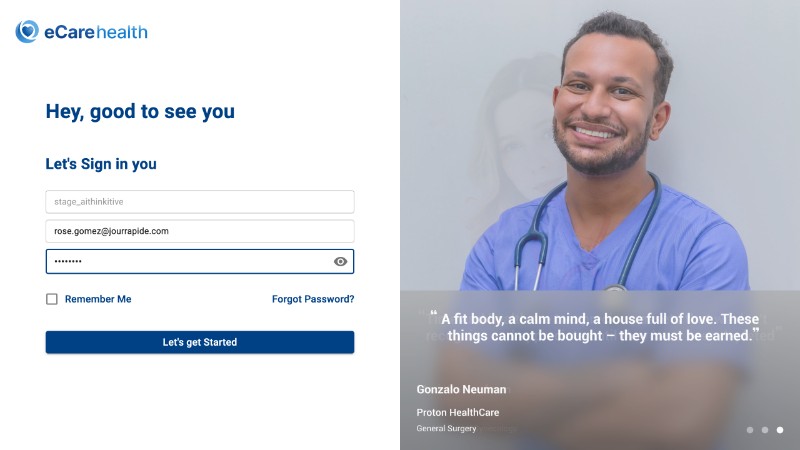 eCarehealth
Hey, good to see you
Let's Sign in you
stage_aithinkitive
rose.gomez@jourrapide.com
••••••••
Remember Me
Forgot Password?
Let's get Started
❝ A fit body, a calm mind, a house full of love. These
things cannot be bought – they must be earned.❞
Gonzalo Neuman
Proton HealthCare
General Surgery